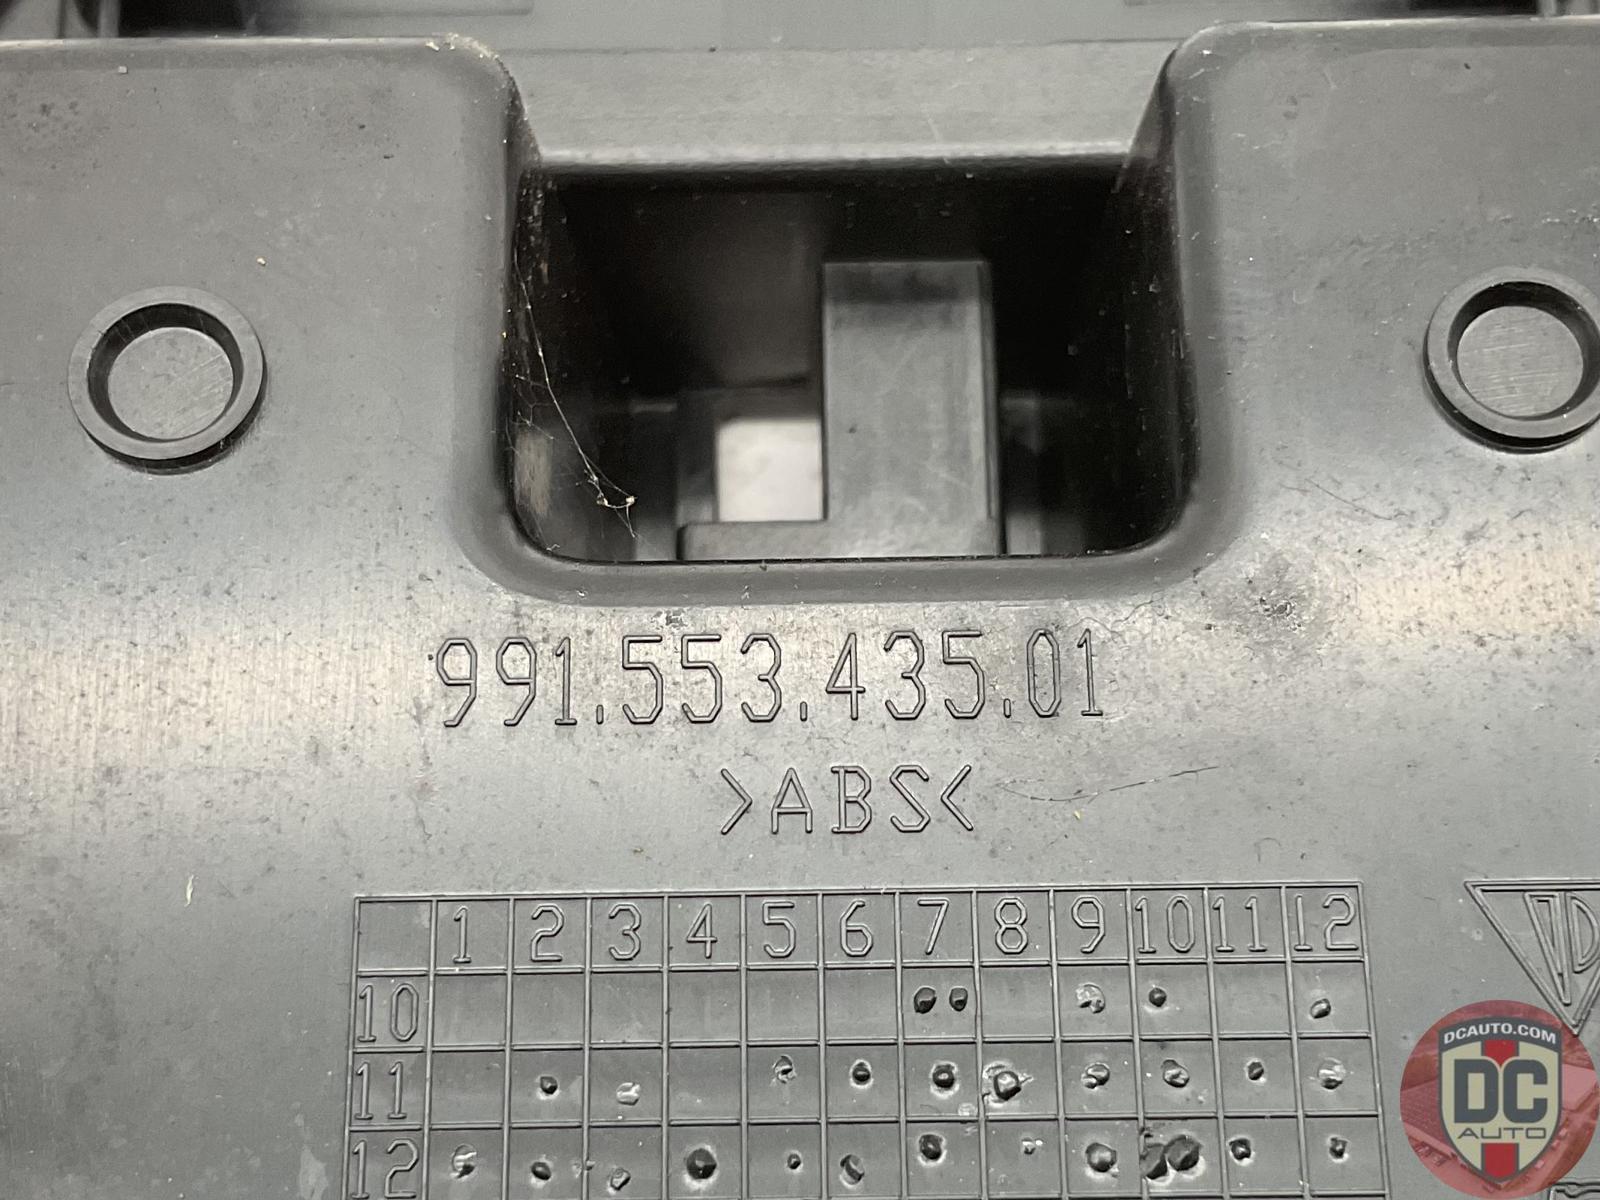 991.553.435.01
>ABS<
1 2 3 4 5 6 7 8 9 10 11 12
10
11
12
DCAUTO.COM
DC
AUTO